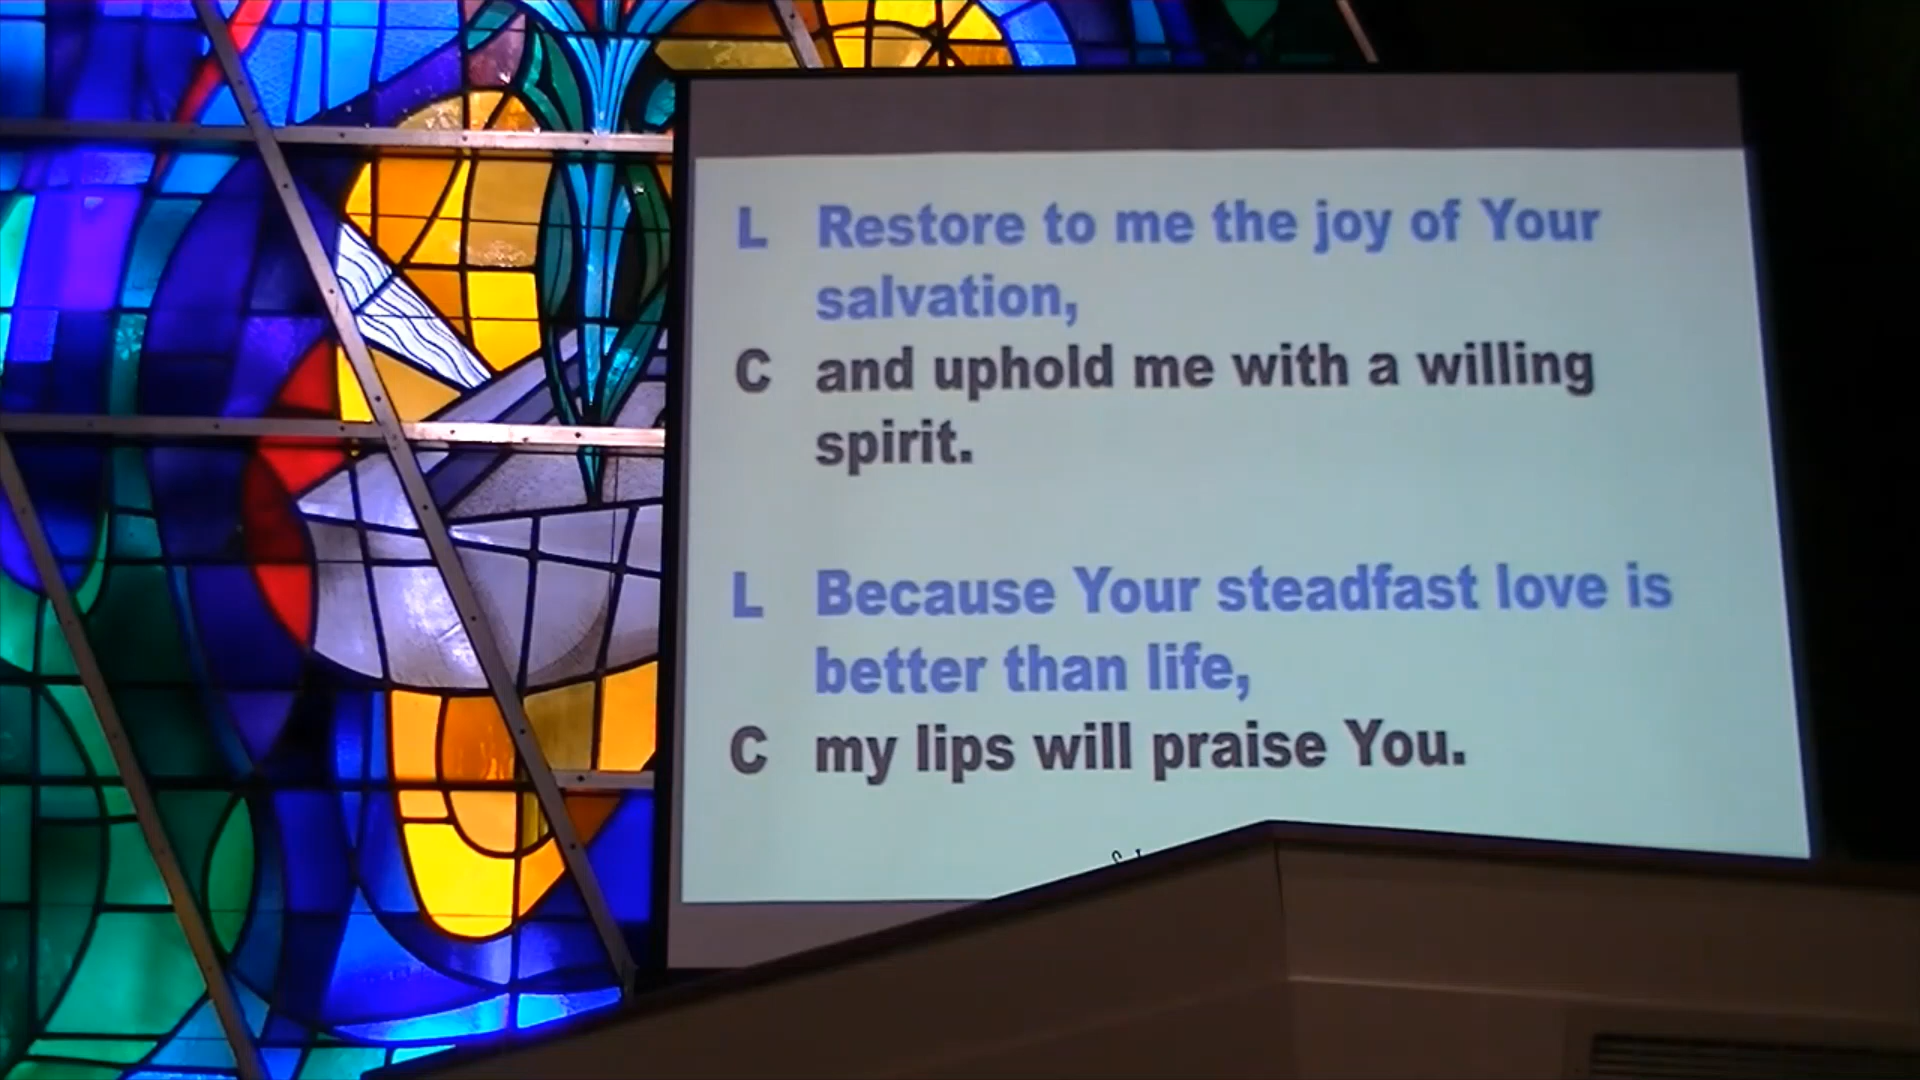 L Restore to me the joy of Your
salvation,
C and uphold me with a willing
spirit.
L Because Your steadfast love is
better than life,
C my lips will praise You.